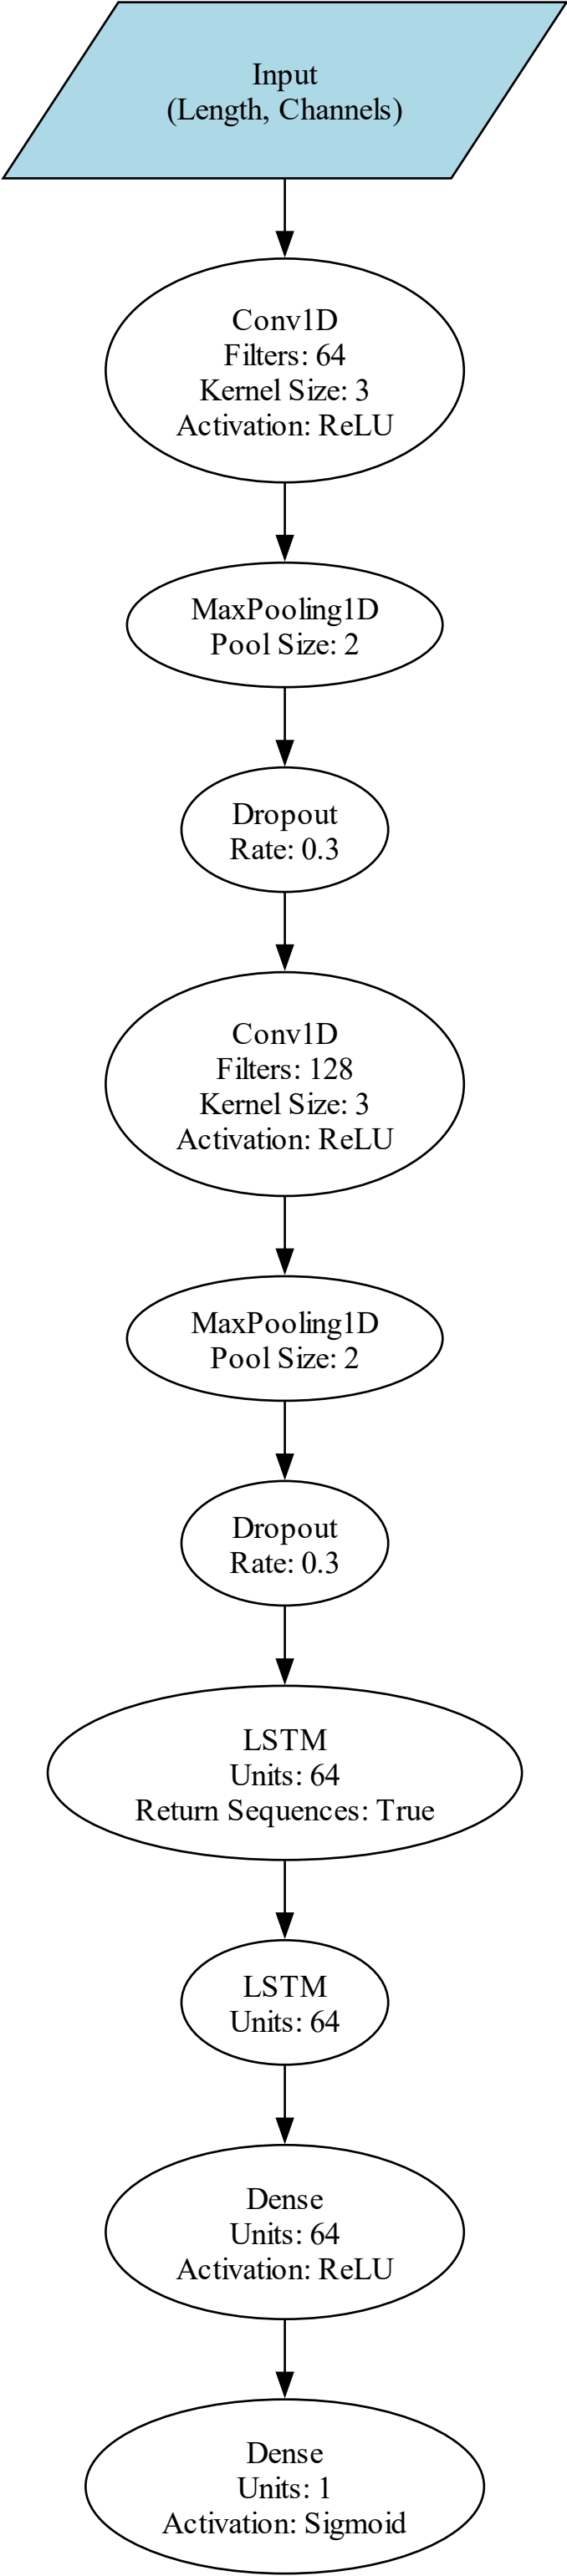 Input
(Length, Channels)
Conv1D
Filters: 64
Kernel Size: 3
Activation: ReLU
MaxPooling1D
Pool Size: 2
Dropout
Rate: 0.3
Conv1D
Filters: 128
Kernel Size: 3
Activation: ReLU
MaxPooling1D
Pool Size: 2
Dropout
Rate: 0.3
LSTM
Units: 64
Return Sequences: True
LSTM
Units: 64
Dense
Units: 64
Activation: ReLU
Dense
Units: 1
Activation: Sigmoid